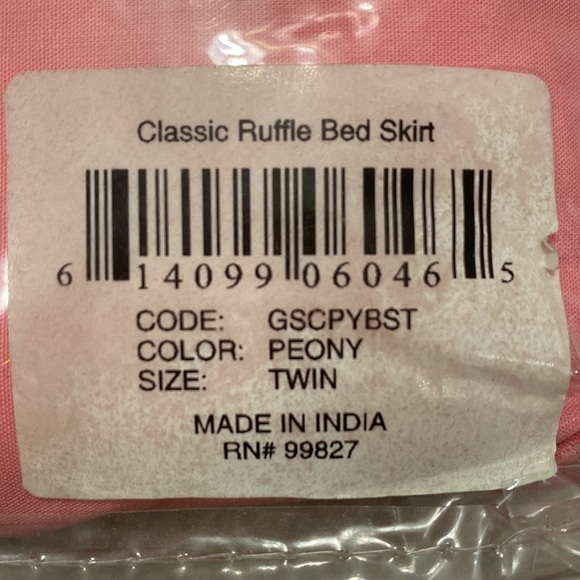 Classic Ruffle Bed Skirt
6 14099 06046 5
CODE: GSCPYBST
COLOR: PEONY
SIZE: TWIN
MADE IN INDIA
RN# 99827